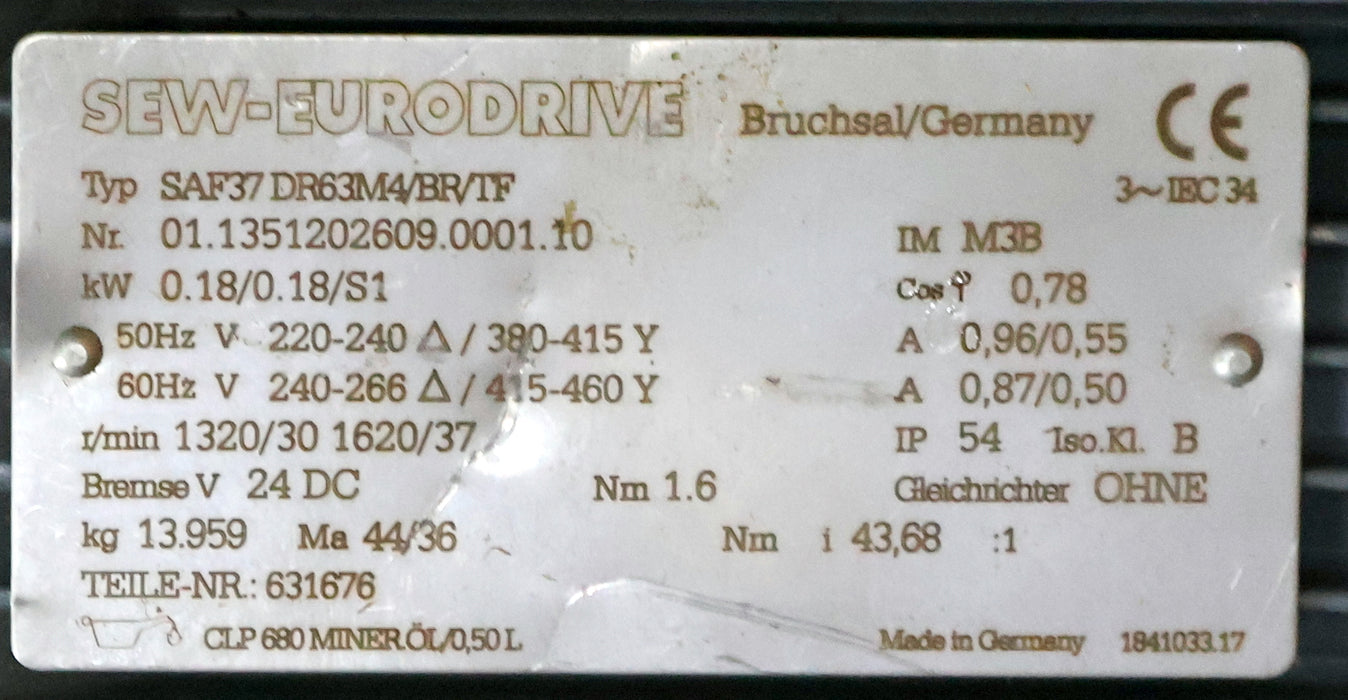 SEW-EURODRIVE Bruchsal/Germany CE
Typ SAF37 DR63M4/BR/TF 3~IEC 34
Nr. 01.1351202609.0001.10 IM M3B
kW 0.18/0.18/S1 Cos φ 0,78
50Hz V 220-240 Δ / 380-415 Y A 0,96/0,55
60Hz V 240-266 Δ / 415-460 Y A 0,87/0,50
r/min 1320/30 1620/37 IP 54 Iso.Kl. B
Bremse V 24 DC Nm 1.6 Gleichrichter OHNE
kg 13.959 Ma 44/36 Nm i 43,68 :1
TEILE-NR.: 631676
CLP 680 MINER.ÖL/0,50 L Made in Germany 1841033.17